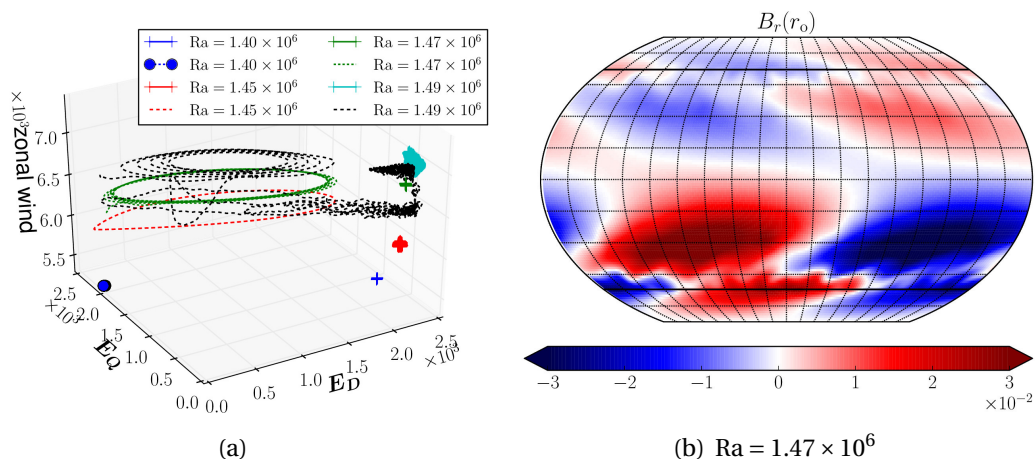 B_r(r_o)
Ra = 1.40 × 10^6
Ra = 1.40 × 10^6
Ra = 1.45 × 10^6
Ra = 1.45 × 10^6
Ra = 1.47 × 10^6
Ra = 1.47 × 10^6
Ra = 1.49 × 10^6
Ra = 1.49 × 10^6
×10^3
zonal wind
7.0
6.5
6.0
5.5
2.5
2.0
1.5
1.0
0.5
0.0
E_Q
0.0
0.5
1.0
1.5
2.0
2.5
×10^3
E_D
−3 −2 −1 0 1 2 3
×10^−2
(a)
(b) Ra = 1.47 × 10^6